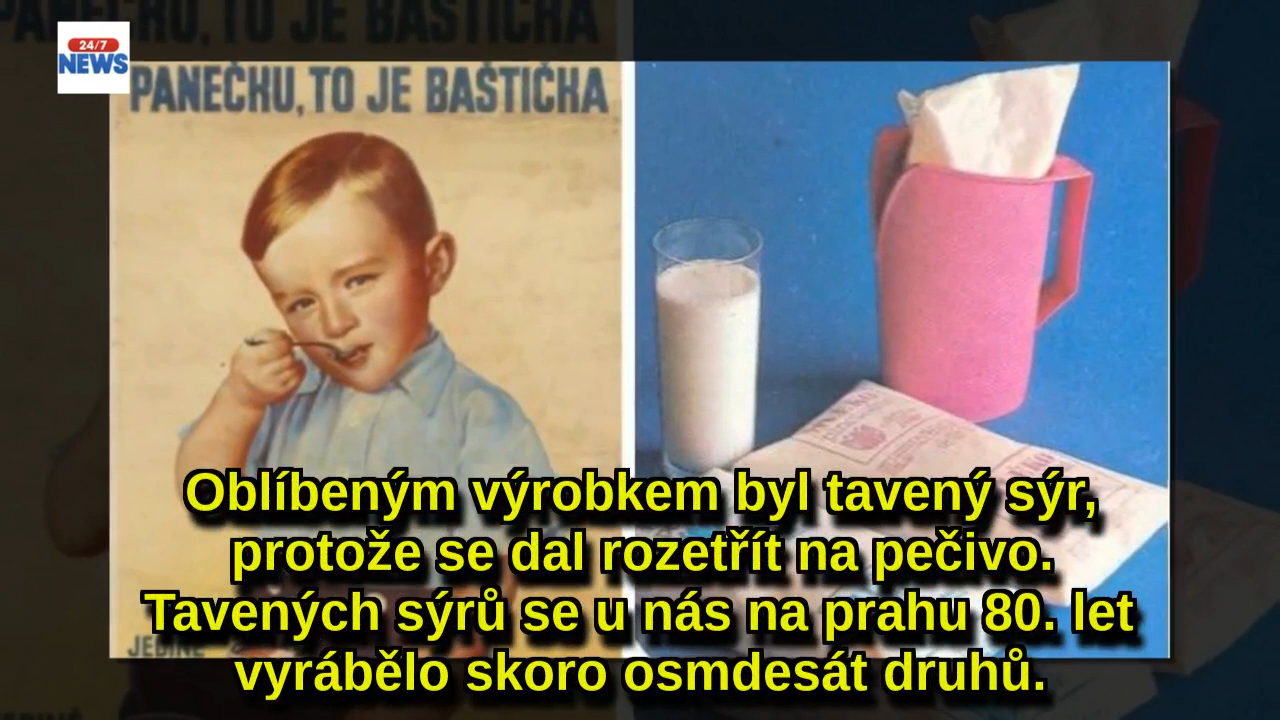 24/7
NEWS
PANEČKU, TO JE BAŠTIČKA
Oblíbeným výrobkem byl tavený sýr,
protože se dal rozetřít na pečivo.
Tavených sýrů se u nás na prahu 80. let
vyrábělo skoro osmdesát druhů.
JEDINĚ